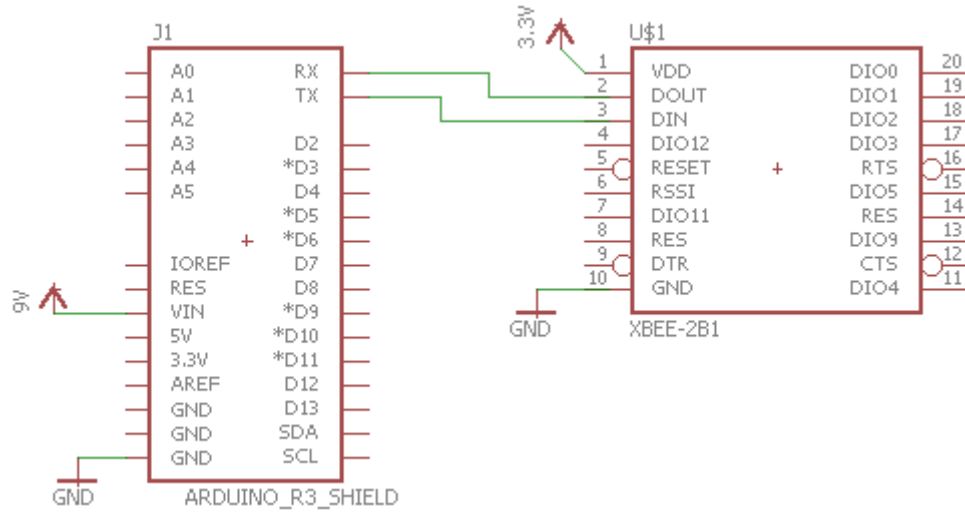 J1
A0
A1
A2
A3
A4
A5
IOREF
RES
VIN
5V
3.3V
AREF
GND
GND
GND
RX
TX
D2
*D3
D4
*D5
*D6
D7
D8
*D9
*D10
*D11
D12
D13
SDA
SCL
9V
GND
ARDUINO_R3_SHIELD
3.3V
U$1
1 VDD
2 DOUT
3 DIN
4 DIO12
5 RESET
6 RSSI
7 DIO11
8 RES
9 DTR
10 GND
DIO0 20
DIO1 19
DIO2 18
DIO3 17
RTS 16
DIO5 15
RES 14
DIO9 13
CTS 12
DIO4 11
GND
XBEE-2B1